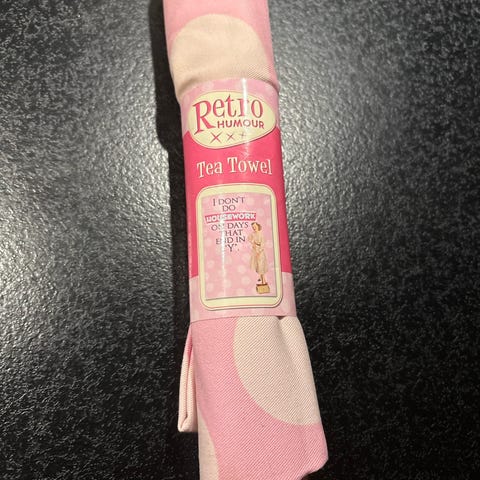 Retro
HUMOUR
XXX
Tea Towel
I DON'T
DO
HOUSEWORK
ON DAYS
THAT
END IN
"Y".